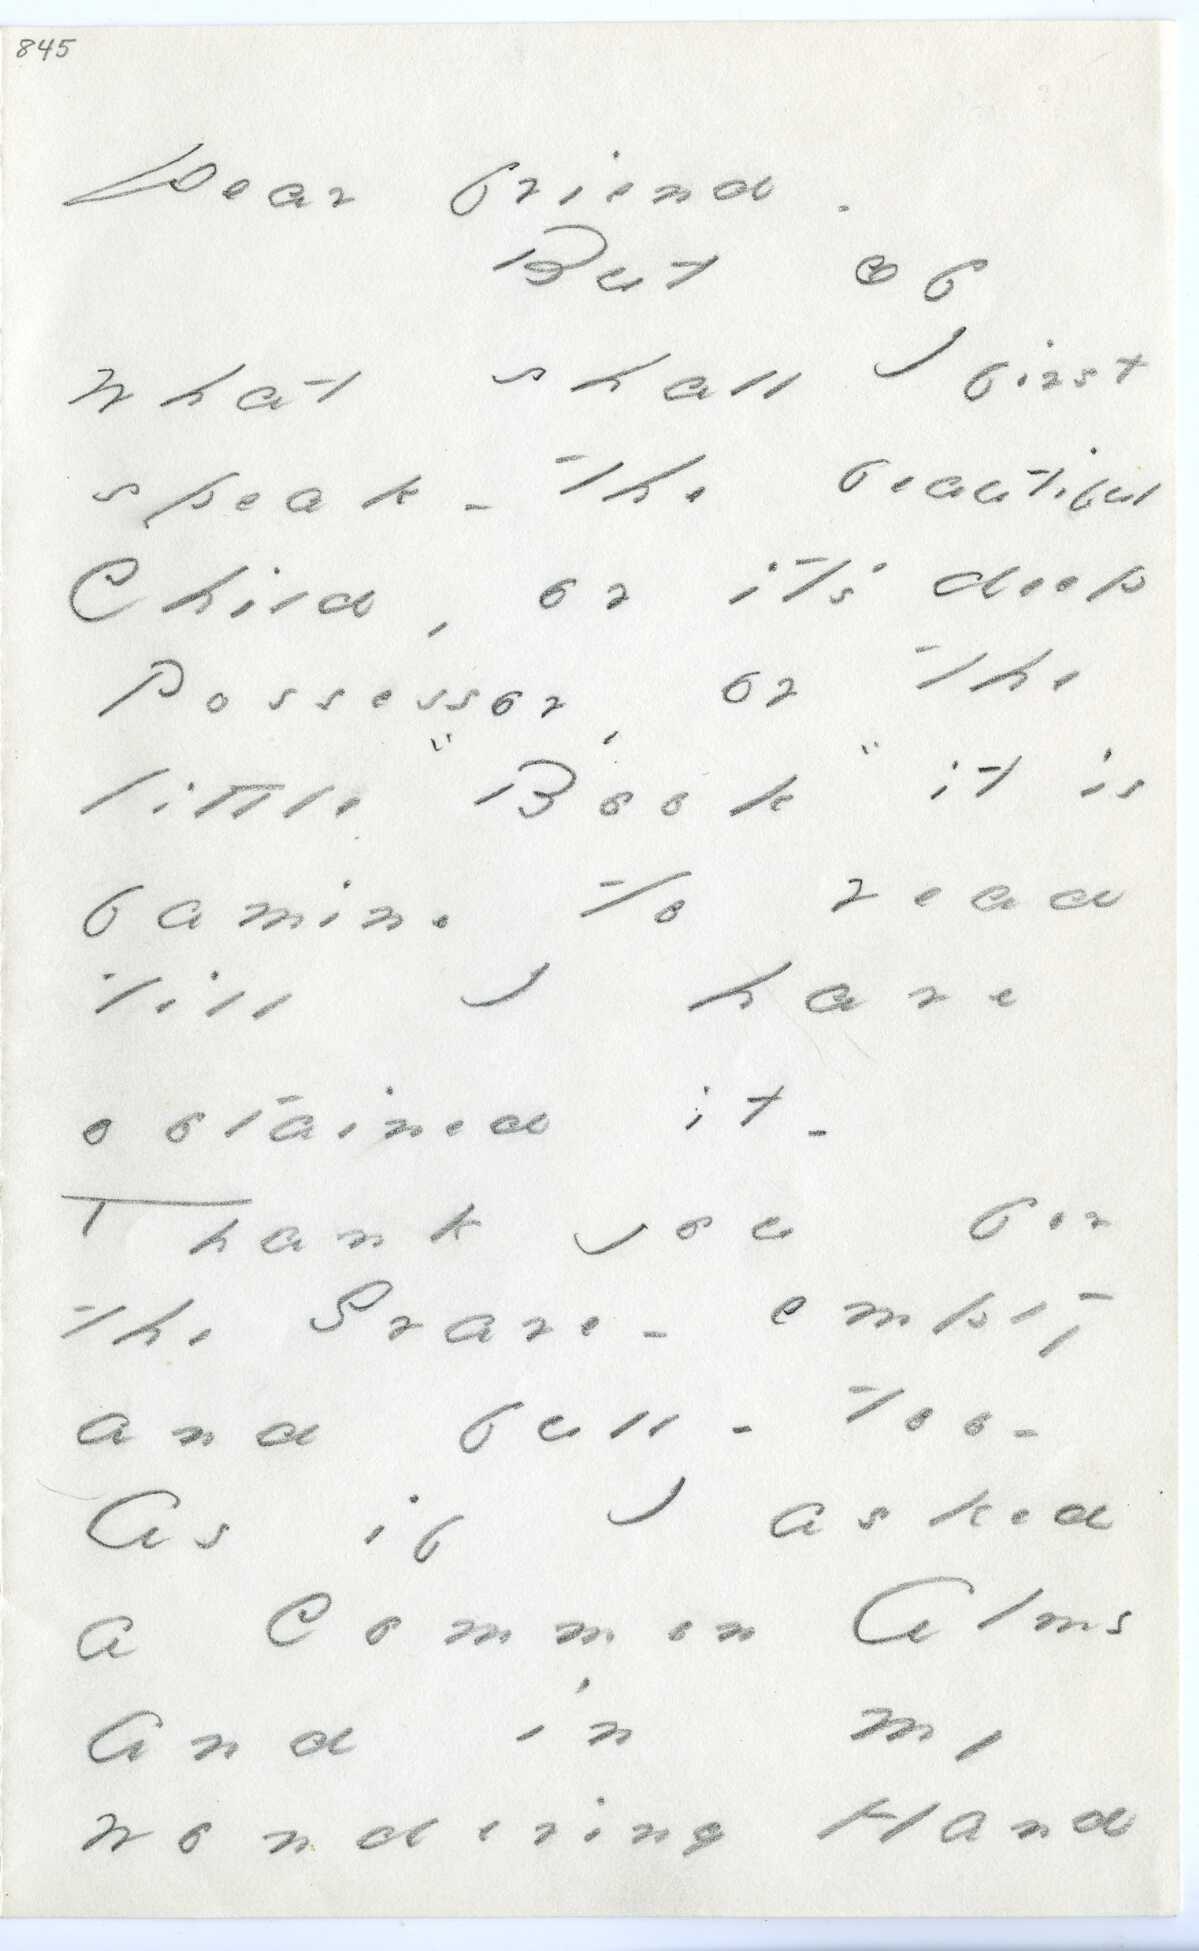 845
Dear friend.
But of
what shall I first
speak - the beautiful
Child, or it's deep
Possessor, or the
little "Book" it is
famine to read
till I have
obtained it -
Thank you for
the Grave - empty
and full - too -
As if I asked
a Common Alms
And in my
wondering Hand